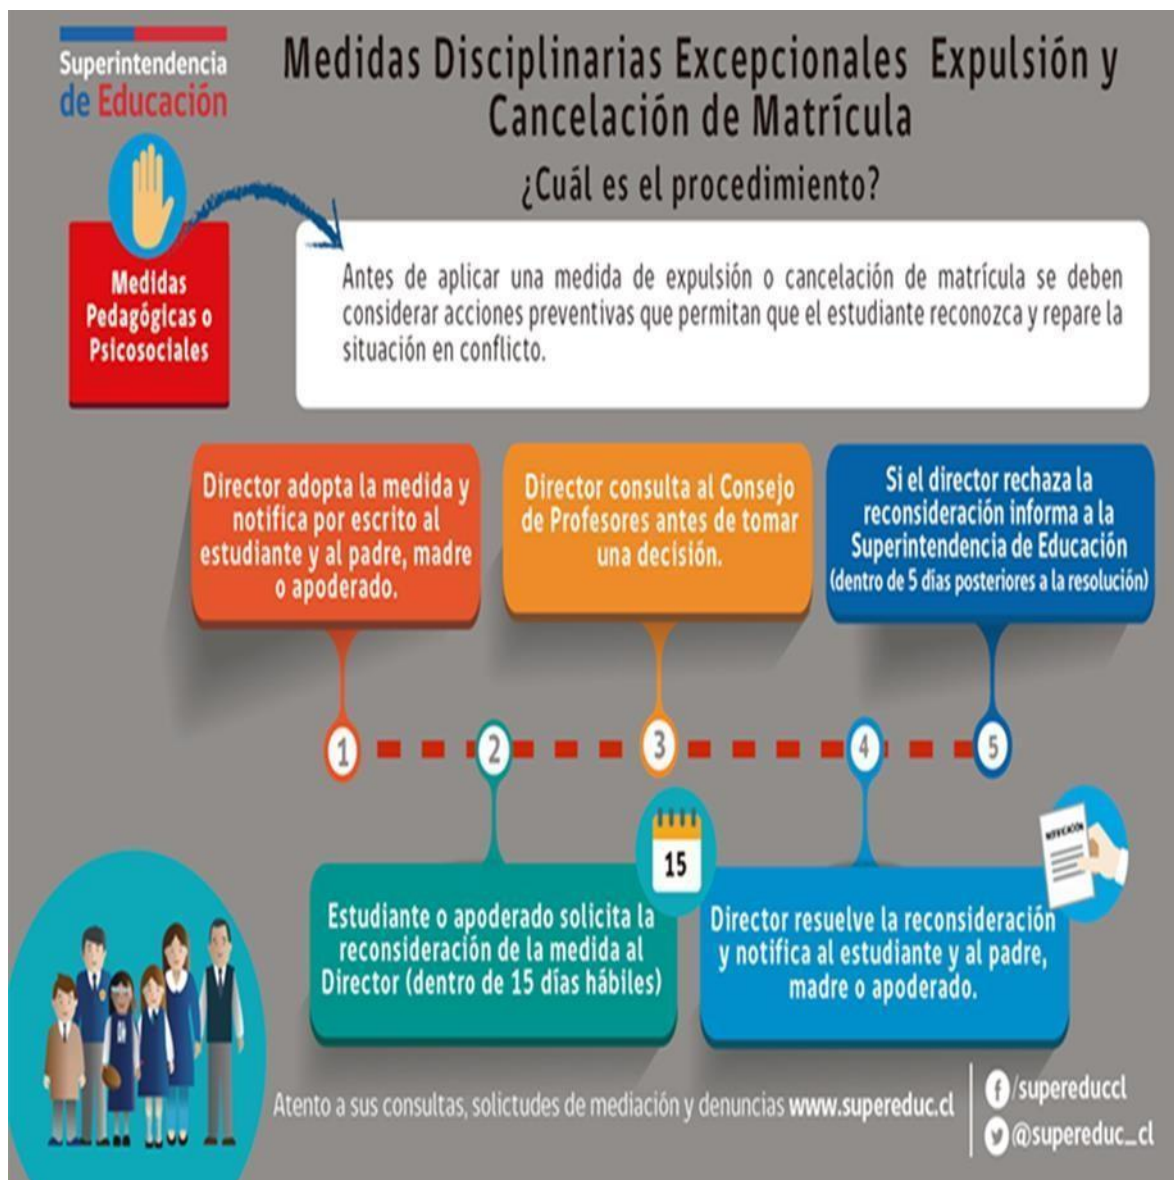 Superintendencia
de Educación
Medidas Disciplinarias Excepcionales Expulsión y
Cancelación de Matrícula
¿Cuál es el procedimiento?
Medidas
Pedagógicas o
Psicosociales
Antes de aplicar una medida de expulsión o cancelación de matrícula se deben
considerar acciones preventivas que permitan que el estudiante reconozca y repare la
situación en conflicto.
Director adopta la medida y
notifica por escrito al
estudiante y al padre, madre
o apoderado.
Director consulta al Consejo
de Profesores antes de tomar
una decisión.
Si el director rechaza la
reconsideración informa a la
Superintendencia de Educación
(dentro de 5 días posteriores a la resolución)
1
2
3
4
5
15
NOTIFICACIÓN
Estudiante o apoderado solicita la
reconsideración de la medida al
Director (dentro de 15 días hábiles)
Director resuelve la reconsideración
y notifica al estudiante y al padre,
madre o apoderado.
Atento a sus consultas, solictudes de mediación y denuncias www.supereduc.cl
f /supereduccl
@supereduc_cl